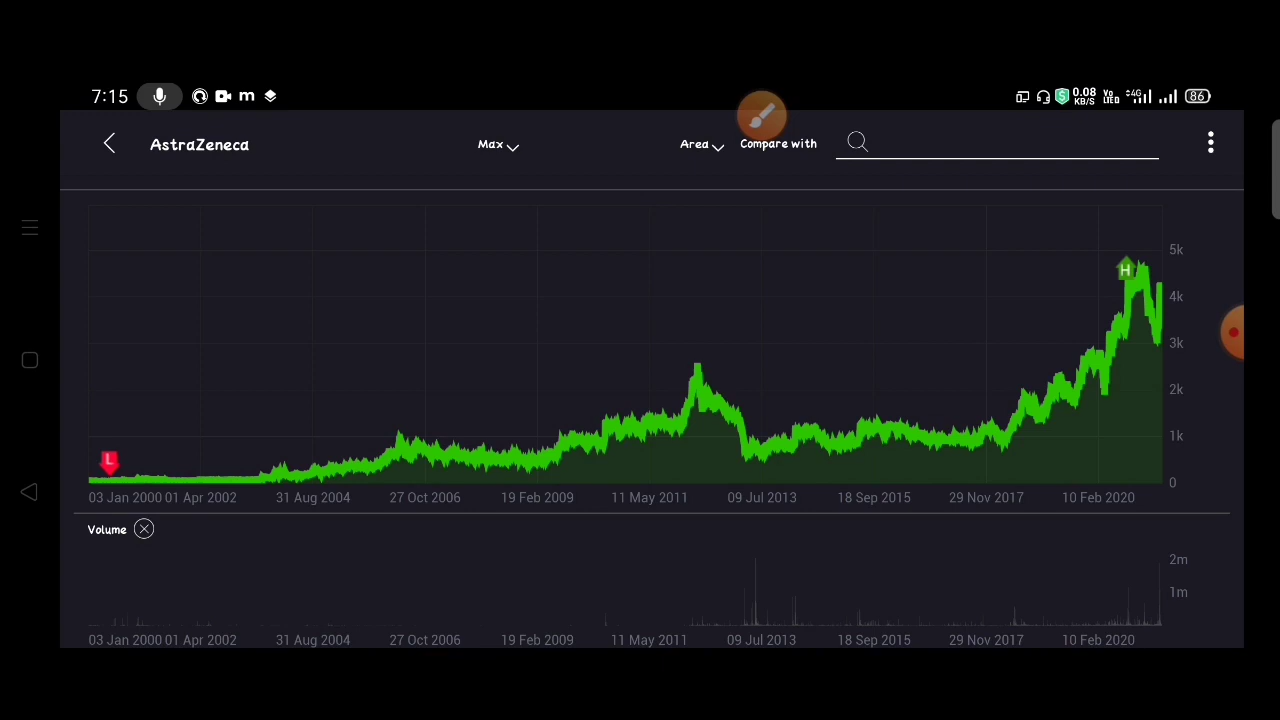 7:15 m 0.08 KB/S Vo LTED 4G 86
AstraZeneca Max Area Compare with
5k
H
4k
3k
2k
1k
L
0
03 Jan 2000 01 Apr 2002 31 Aug 2004 27 Oct 2006 19 Feb 2009 11 May 2011 09 Jul 2013 18 Sep 2015 29 Nov 2017 10 Feb 2020
Volume
2m
1m
03 Jan 2000 01 Apr 2002 31 Aug 2004 27 Oct 2006 19 Feb 2009 11 May 2011 09 Jul 2013 18 Sep 2015 29 Nov 2017 10 Feb 2020